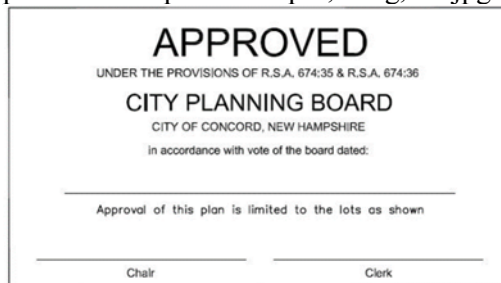 APPROVED
UNDER THE PROVISIONS OF R.S.A. 674:35 & R.S.A. 674:36
CITY PLANNING BOARD
CITY OF CONCORD, NEW HAMPSHIRE
in accordance with vote of the board dated:
Approval of this plan is limited to the lots as shown
Chair Clerk